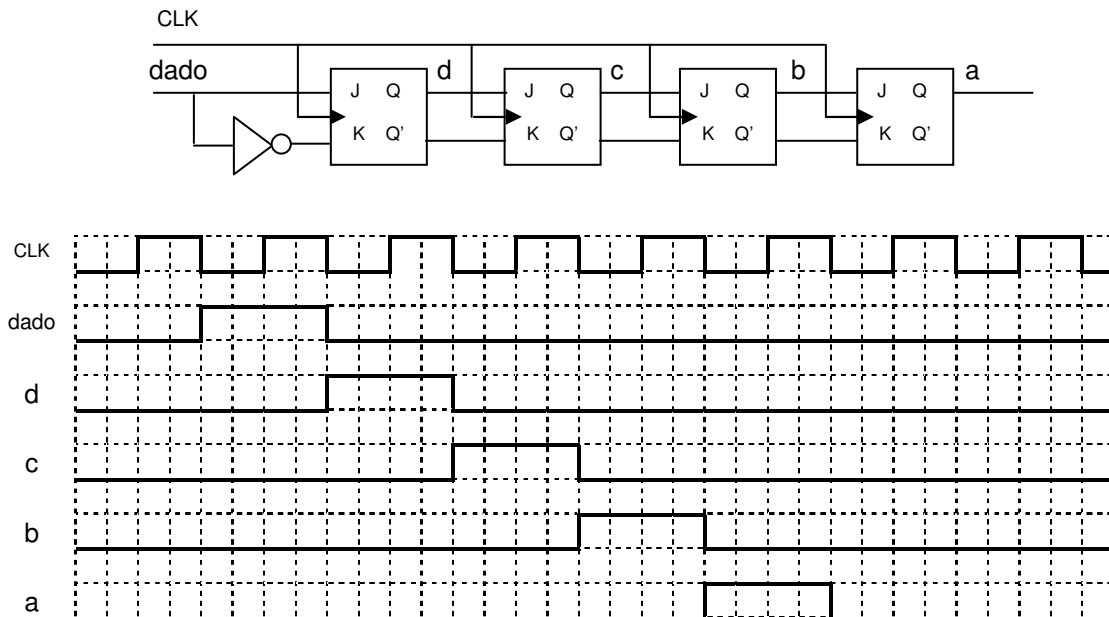 CLK
dado d c b a
J Q J Q J Q J Q
K Q' K Q' K Q' K Q'
CLK
dado
d
c
b
a